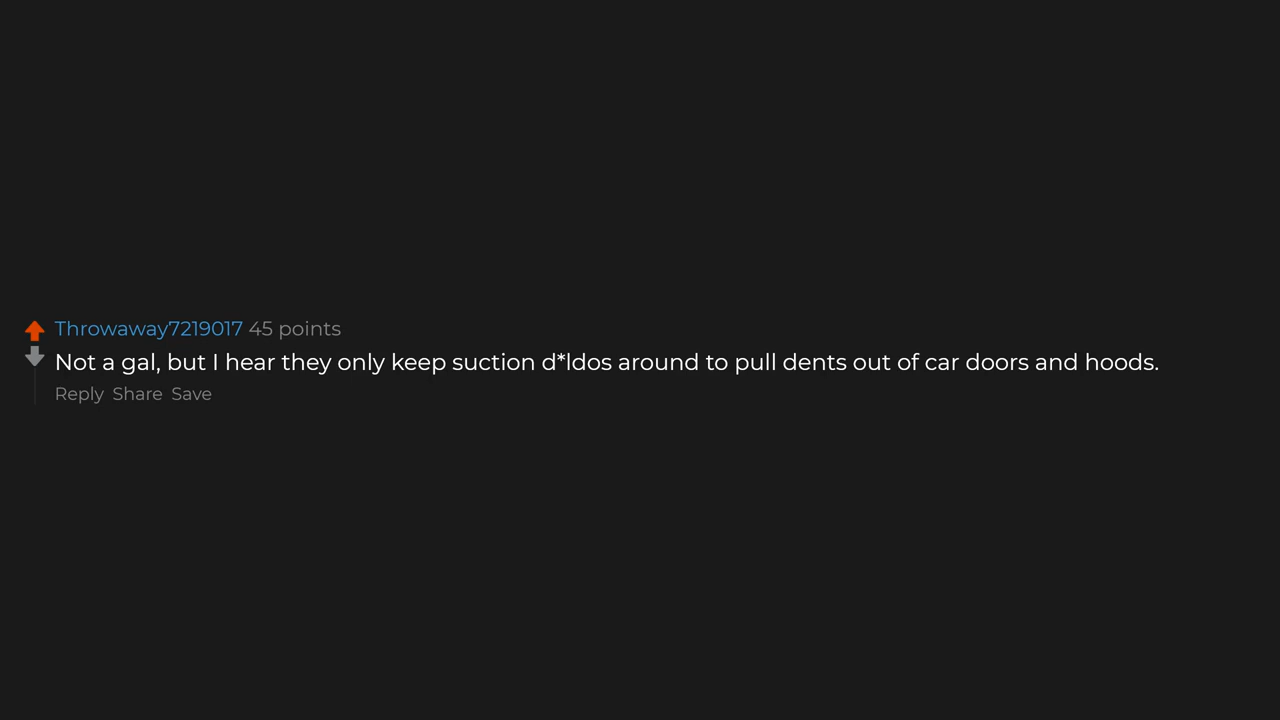 Throwaway7219017 45 points
Not a gal, but I hear they only keep suction d*ldos around to pull dents out of car doors and hoods.
Reply Share Save